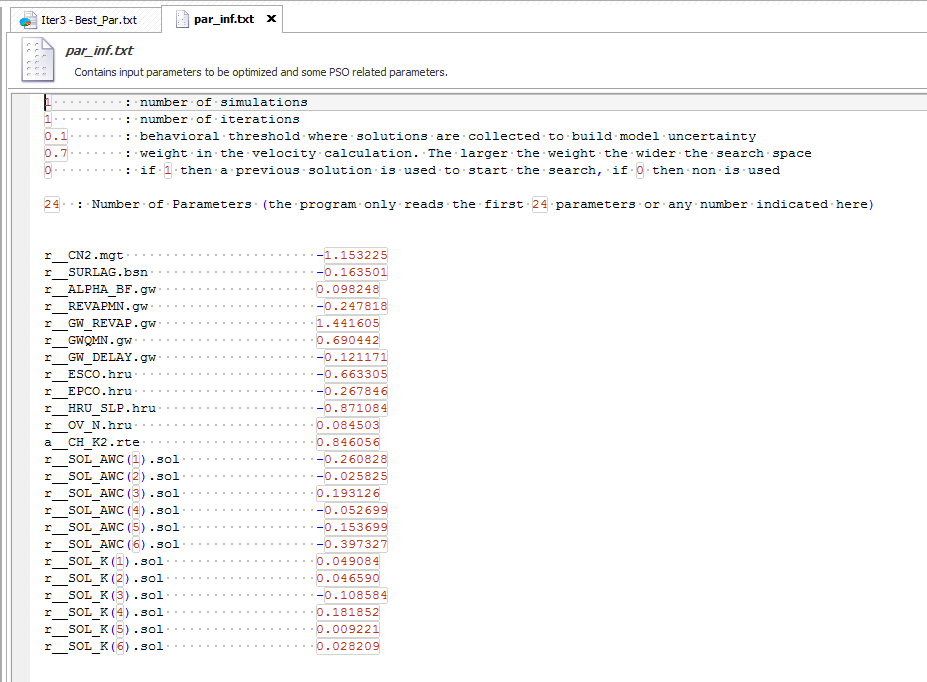 Iter3 - Best_Par.txt par_inf.txt
par_inf.txt
Contains input parameters to be optimized and some PSO related parameters.
1 : number of simulations
1 : number of iterations
0.1 : behavioral threshold where solutions are collected to build model uncertainty
0.7 : weight in the velocity calculation. The larger the weight the wider the search space
0 : if 1 then a previous solution is used to start the search, if 0 then non is used
24 : Number of Parameters (the program only reads the first 24 parameters or any number indicated here)
r__CN2.mgt -1.153225
r__SURLAG.bsn -0.163501
r__ALPHA_BF.gw 0.098248
r__REVAPMN.gw -0.247818
r__GW_REVAP.gw 1.441605
r__GWQMN.gw 0.690442
r__GW_DELAY.gw -0.121171
r__ESCO.hru -0.663305
r__EPCO.hru -0.267846
r__HRU_SLP.hru -0.871084
r__OV_N.hru 0.084503
a__CH_K2.rte 0.846056
r__SOL_AWC(1).sol -0.260828
r__SOL_AWC(2).sol -0.025825
r__SOL_AWC(3).sol 0.193126
r__SOL_AWC(4).sol -0.052699
r__SOL_AWC(5).sol -0.153699
r__SOL_AWC(6).sol -0.397327
r__SOL_K(1).sol 0.049084
r__SOL_K(2).sol 0.046590
r__SOL_K(3).sol -0.108584
r__SOL_K(4).sol 0.181852
r__SOL_K(5).sol 0.009221
r__SOL_K(6).sol 0.028209